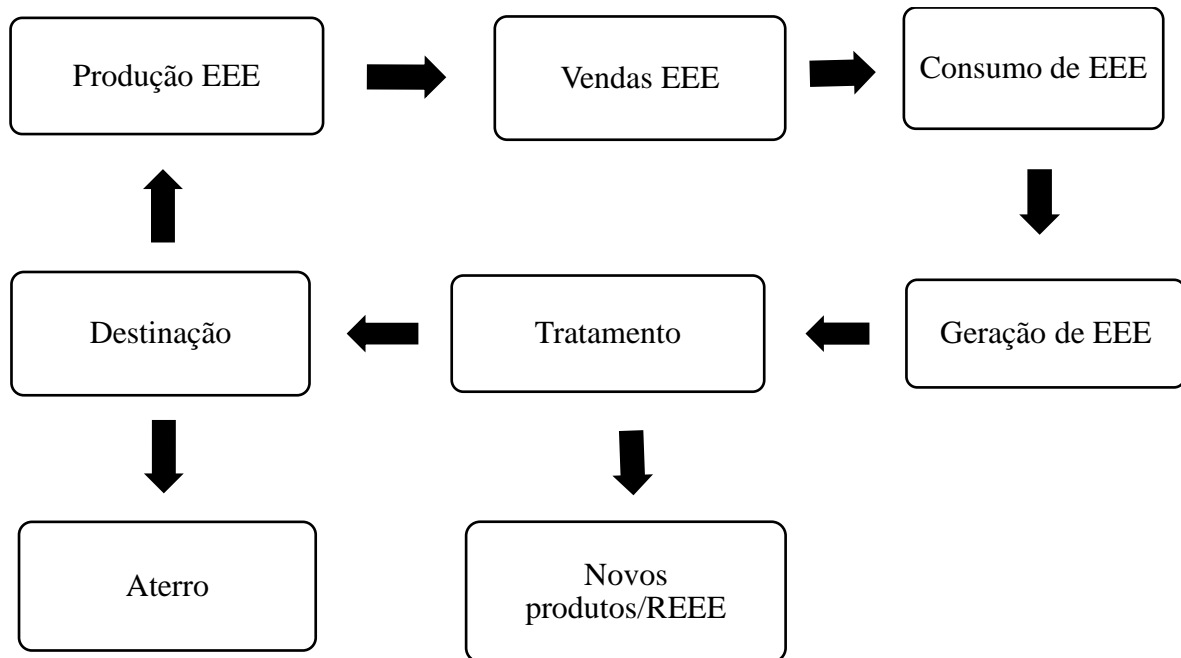 Produção EEE
Vendas EEE
Consumo de EEE
Destinação
Tratamento
Geração de EEE
Aterro
Novos
produtos/REEE